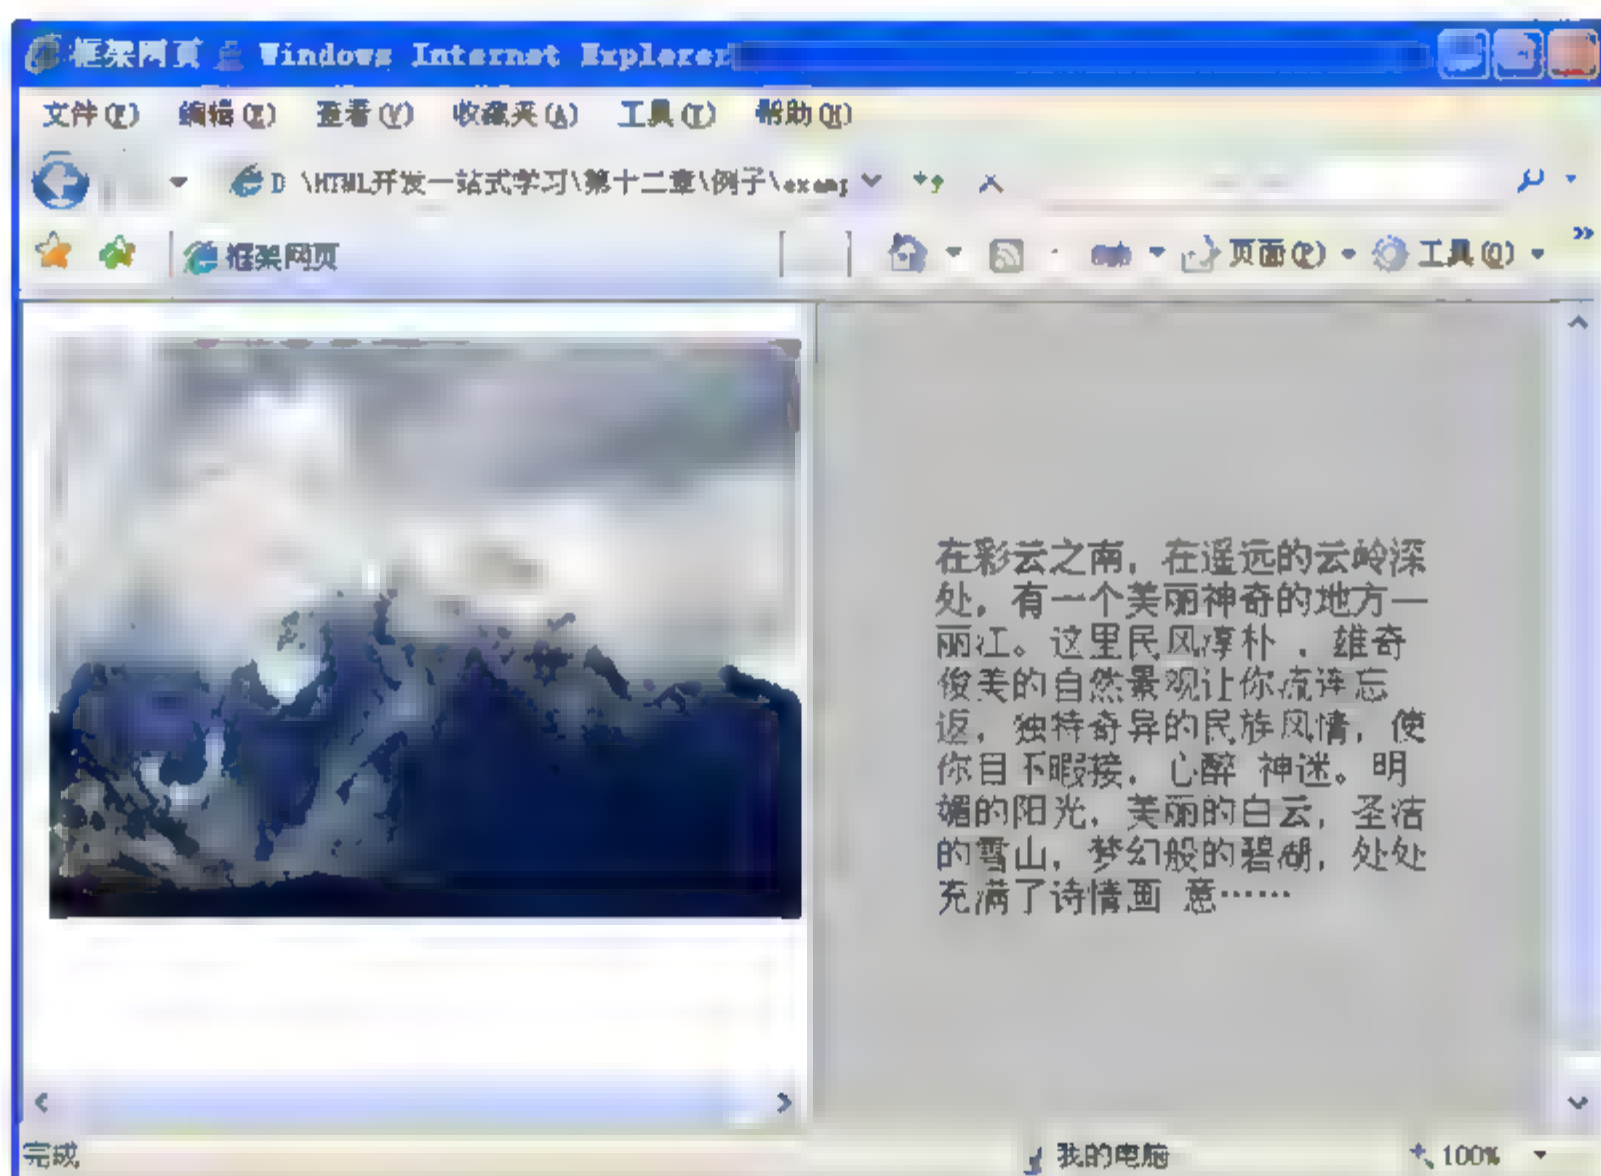 框架网页 - Windows Internet Explorer
文件(F) 编辑(E) 查看(V) 收藏夹(A) 工具(T) 帮助(H)
D:\HTML开发一站式学习\第十二章\例子\examp
框架网页 页面(P) 工具(O)
在彩云之南，在遥远的云岭深
处，有一个美丽神奇的地方—
丽江。这里民风淳朴 ，雄奇
俊美的自然景观让你流连忘
返，独特奇异的民族风情，使
你目不暇接，心醉 神迷。明
媚的阳光，美丽的白云，圣洁
的雪山，梦幻般的碧湖，处处
充满了诗情画 意……
完成 我的电脑 100%